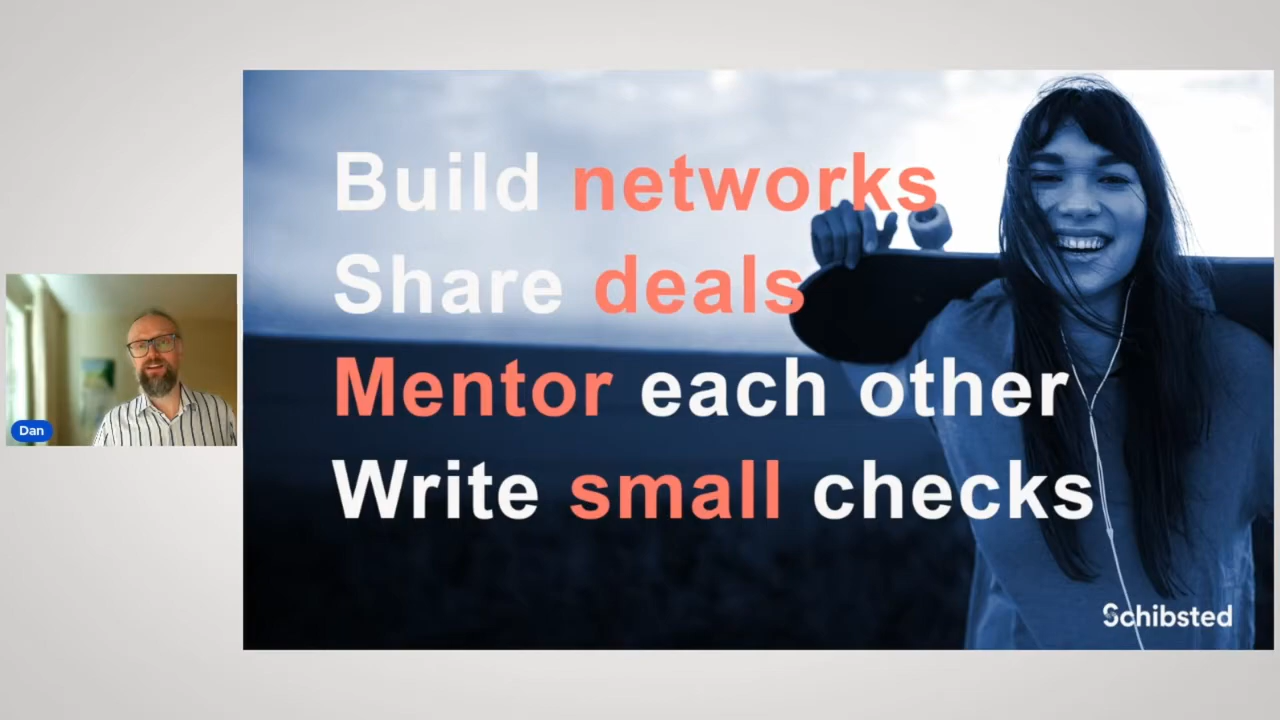 Build networks
Share deals
Mentor each other
Write small checks
Dan
Schibsted